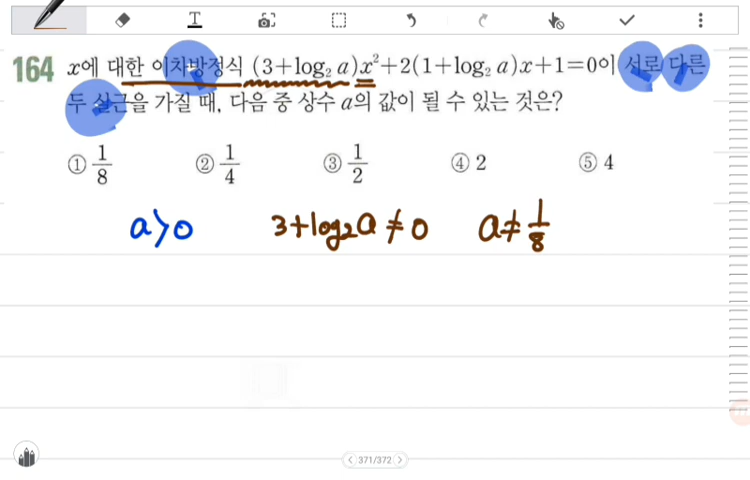 164 x에 대한 이차방정식 (3+log₂ a)x²+2(1+log₂ a)x+1=0이 서로 다른
두 실근을 가질 때, 다음 중 상수 a의 값이 될 수 있는 것은?
① 1/8 ② 1/4 ③ 1/2 ④ 2 ⑤ 4
a>0 3+log₂a≠0 a≠1/8
371/372